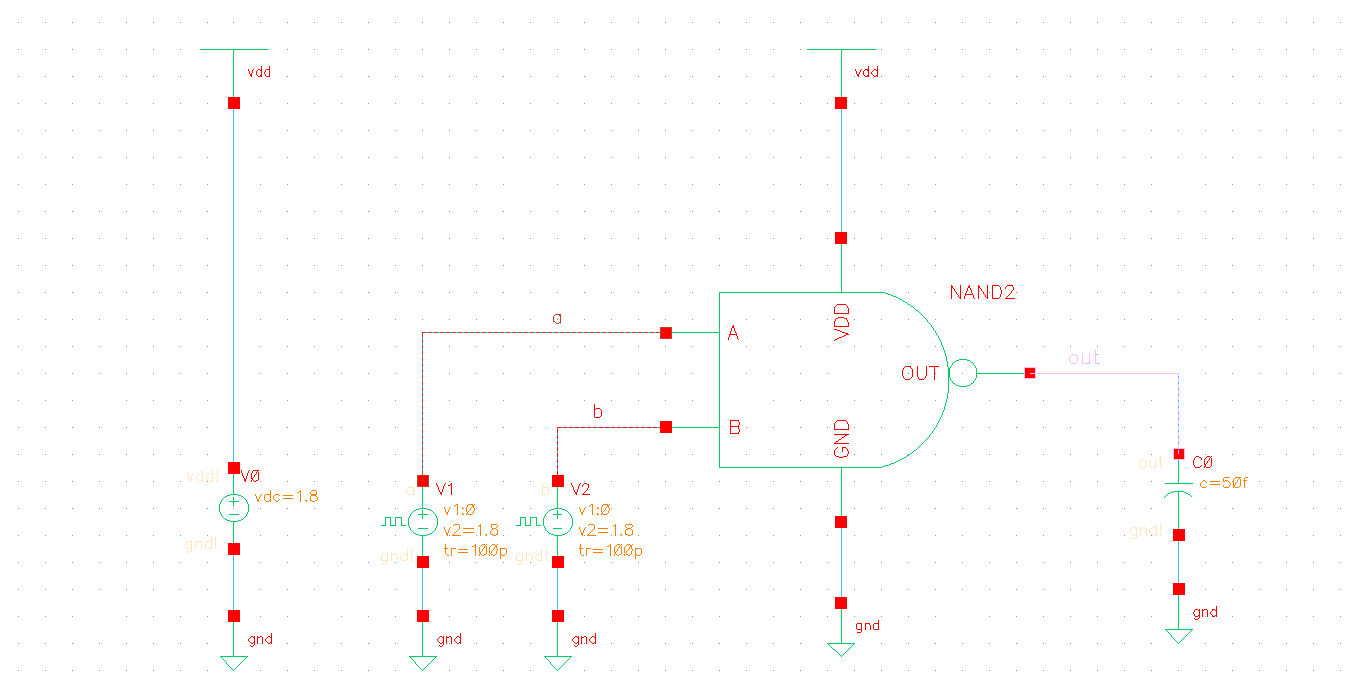 vdd
vdd
NAND2
VDD
a
A
out
OUT
b
B
GND
vdd!
V0
vdc=1.8
gnd!
gnd
a
V1
v1:0
v2=1.8
tr=100p
gnd!
gnd
b
V2
v1:0
v2=1.8
tr=100p
gnd!
gnd
gnd
out
C0
c=50f
gnd!
gnd